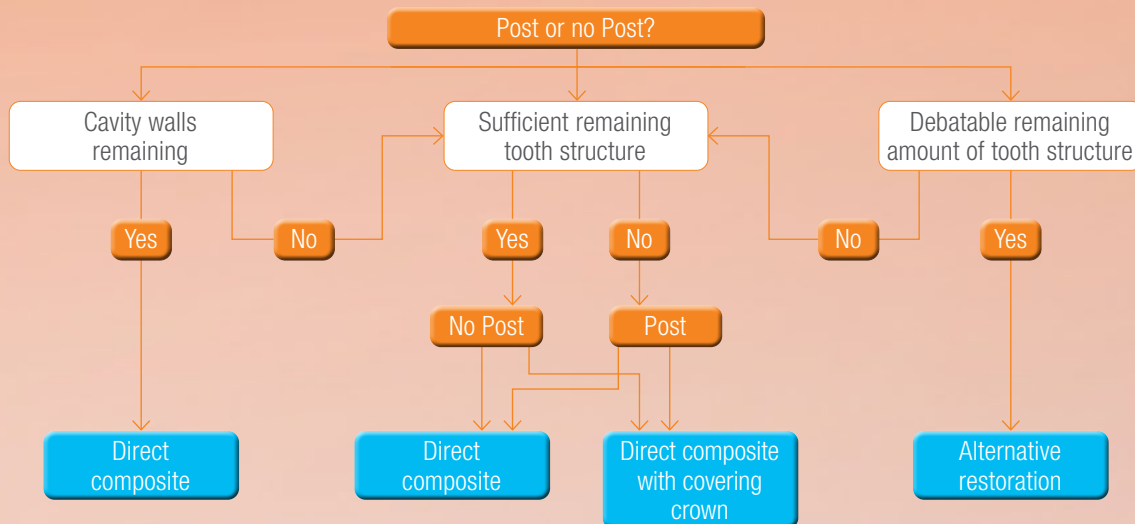 Post or no Post?
Cavity walls
remaining
Sufficient remaining
tooth structure
Debatable remaining
amount of tooth structure
Yes
No
Yes
No
No
Yes
No Post
Post
Direct
composite
Direct
composite
Direct composite
with covering
crown
Alternative
restoration